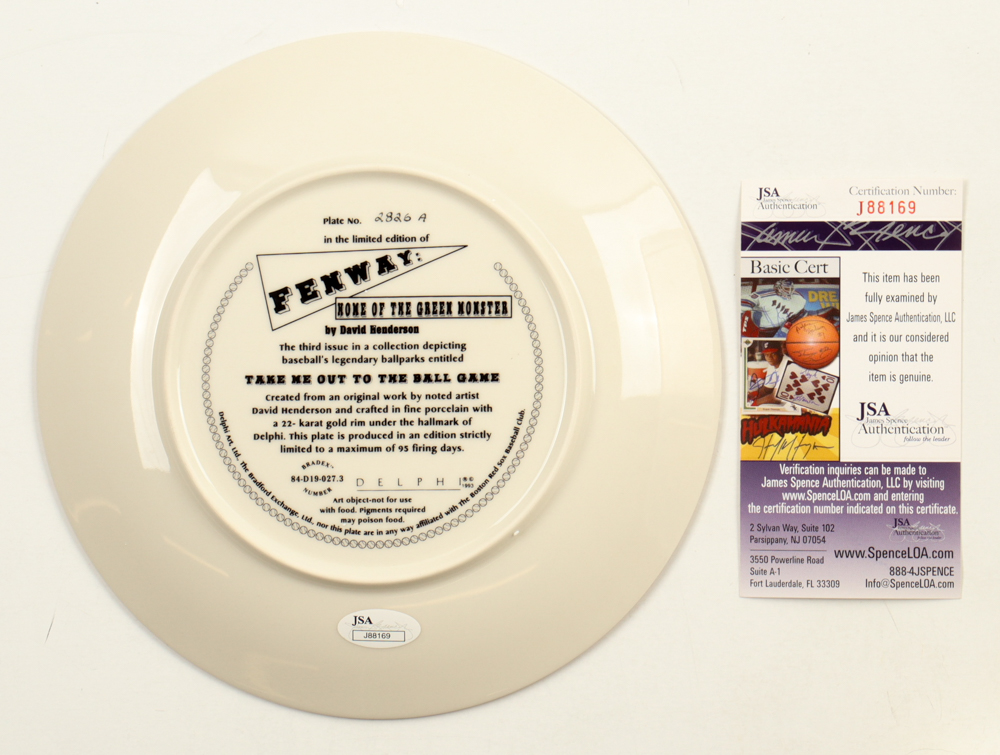 Plate No. 2826 A
in the limited edition of
FENWAY:
HOME OF THE GREEN MONSTER
by David Henderson
The third issue in a collection depicting
baseball's legendary ballparks entitled
TAKE ME OUT TO THE BALL GAME
Created from an original work by noted artist
David Henderson and crafted in fine porcelain with
a 22- karat gold rim under the hallmark of
Delphi. This plate is produced in an edition strictly
limited to a maximum of 95 firing days.
BRADEX-
84-D19-027.3
NUMBER
DELPHI ®©
1993
Art object-not for use
with food. Pigments required
may poison food.
Delphi Art, Ltd., The Bradford Exchange, Ltd., nor this plate are in any way affiliated with The Boston Red Sox Baseball Club.
JSA
J88169
JSA
James Spence
Authentication
Certification Number:
J88169
James Spence
Basic Cert
DRE
HULKAMANIA
This item has been
fully examined by
James Spence Authentication, LLC
and it is our considered
opinion that the
item is genuine.
JSA
James Spence
Authentication
follow the leader
Verification inquiries can be made to
James Spence Authentication, LLC by visiting
www.SpenceLOA.com and entering
the certification number indicated on this certificate.
2 Sylvan Way, Suite 102
Parsippany, NJ 07054
3550 Powerline Road
Suite A-1
Fort Lauderdale, FL 33309
JSA
Authentication
www.SpenceLOA.com
888-4JSPENCE
Info@SpenceLOA.com